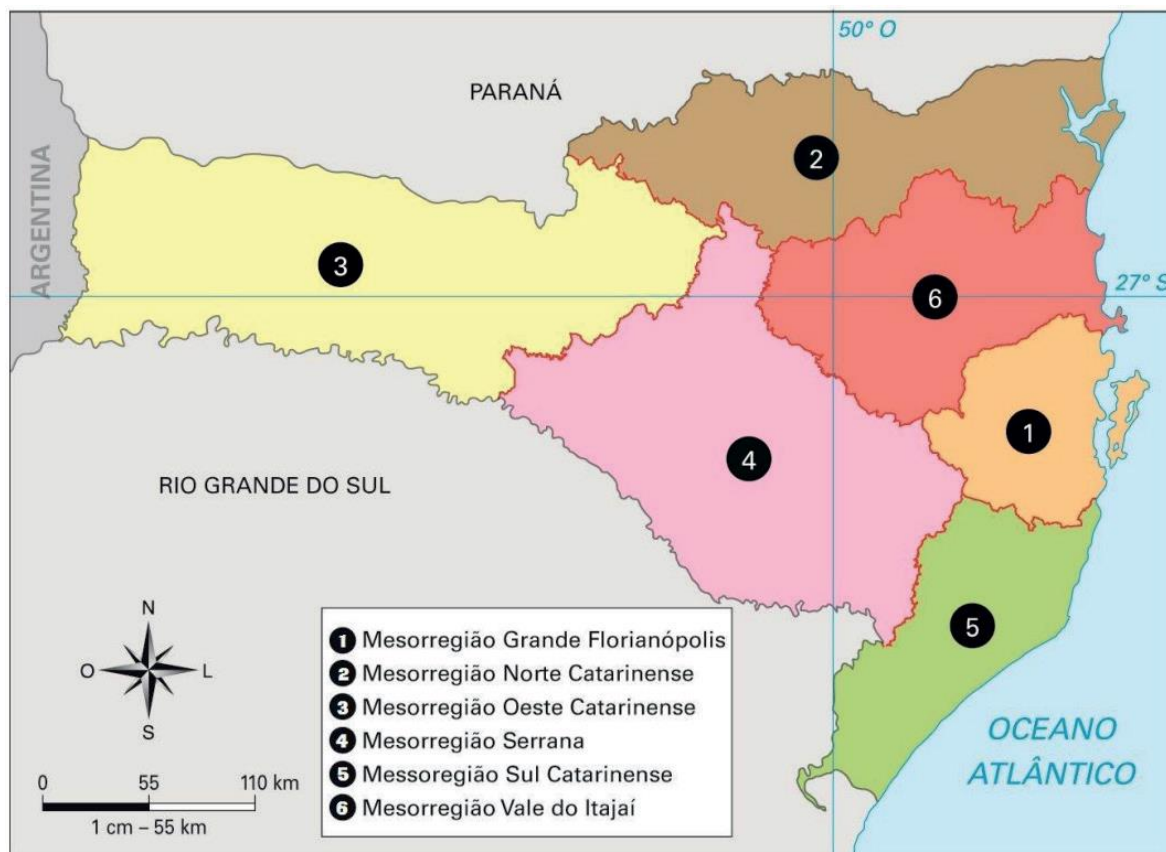 50° O
PARANÁ
ARGENTINA
2
3
27° S
6
1
4
RIO GRANDE DO SUL
5
N
O
L
S
1 Mesorregião Grande Florianópolis
2 Mesorregião Norte Catarinense
3 Mesorregião Oeste Catarinense
4 Mesorregião Serrana
5 Messoregião Sul Catarinense
6 Mesorregião Vale do Itajaí
OCEANO
ATLÂNTICO
0 55 110 km
1 cm – 55 km